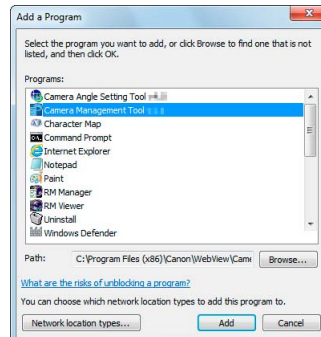 Add a Program
Select the program you want to add, or click Browse to find one that is not
listed, and then click OK.
Programs:
Camera Angle Setting Tool
Camera Management Tool
Character Map
Command Prompt
Internet Explorer
Notepad
Paint
RM Manager
RM Viewer
Uninstall
Windows Defender
Path: C:\Program Files (x86)\Canon\WebView\Came Browse...
What are the risks of unblocking a program?
You can choose which network location types to add this program to.
Network location types... Add Cancel